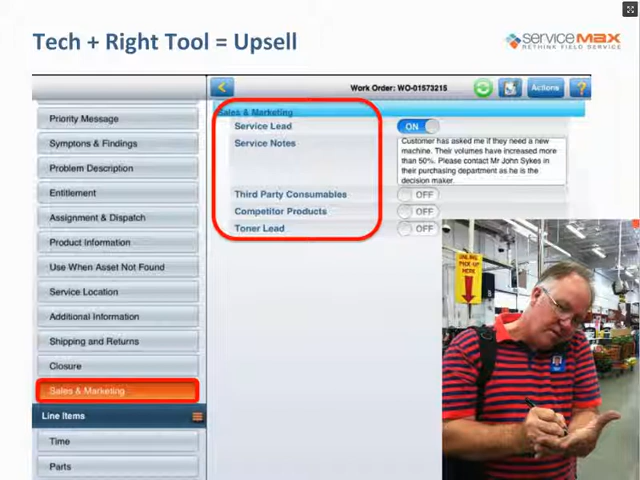 Tech + Right Tool = Upsell
serviceMAX
RETHINK FIELD SERVICE
Work Order: WO-01573215
Actions
?
Priority Message
Symptoms & Findings
Problem Description
Entitlement
Assignment & Dispatch
Product Information
Use When Asset Not Found
Service Location
Additional Information
Shipping and Returns
Closure
Sales & Marketing
Line Items
Time
Parts
Sales & Marketing
Service Lead
ON
Service Notes
Customer has asked me if they need a new
machine. Their volumes have increased more
than 50%. Please contact Mr John Sykes in
their purchasing department as he is the
decision maker.
Third Party Consumables
OFF
Competitor Products
OFF
Toner Lead
OFF
ONLINE
PICK UP
HERE